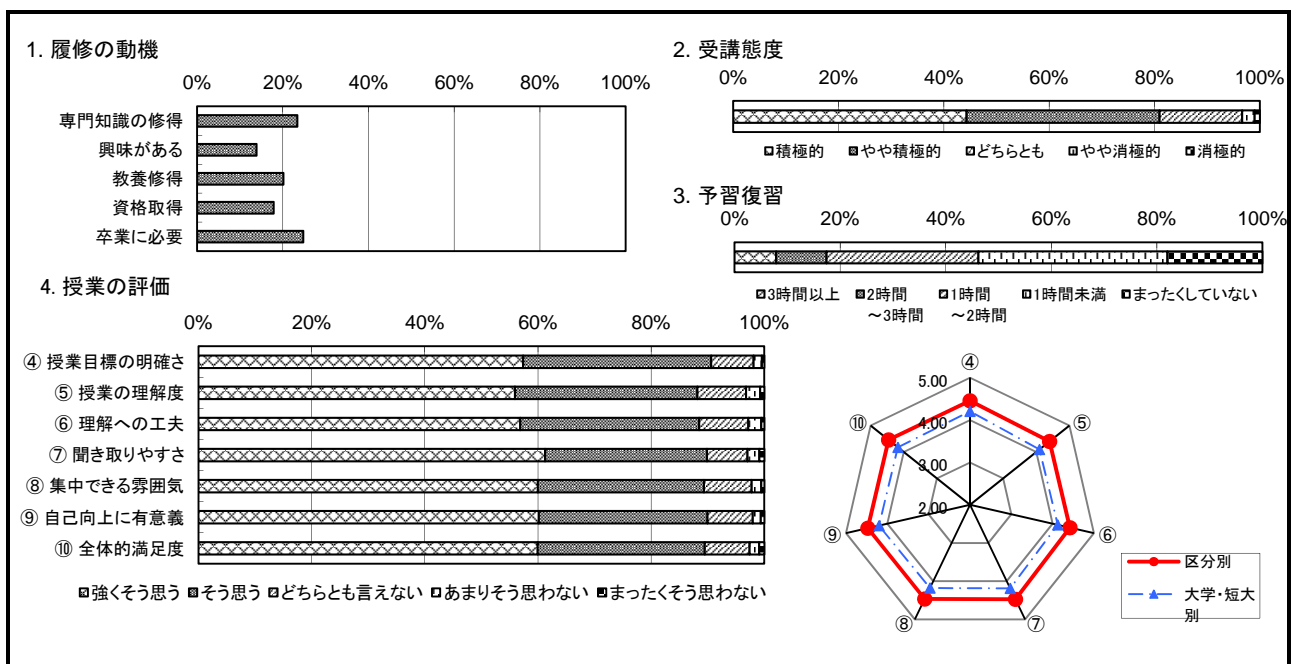 1. 履修の動機
0% 20% 40% 60% 80% 100%
専門知識の修得
興味がある
教養修得
資格取得
卒業に必要
2. 受講態度
0% 20% 40% 60% 80% 100%
積極的 やや積極的 どちらとも やや消極的 消極的
3. 予習復習
0% 20% 40% 60% 80% 100%
3時間以上 2時間 1時間 1時間未満 まったくしていない
～3時間 ～2時間
4. 授業の評価
0% 20% 40% 60% 80% 100%
④ 授業目標の明確さ
⑤ 授業の理解度
⑥ 理解への工夫
⑦ 聞き取りやすさ
⑧ 集中できる雰囲気
⑨ 自己向上に有意義
⑩ 全体的満足度
強くそう思う そう思う どちらとも言えない あまりそう思わない まったくそう思わない
④
5.00
⑩ ⑤
4.00
3.00
2.00
⑨ ⑥
⑧ ⑦
区分別
大学・短大
別